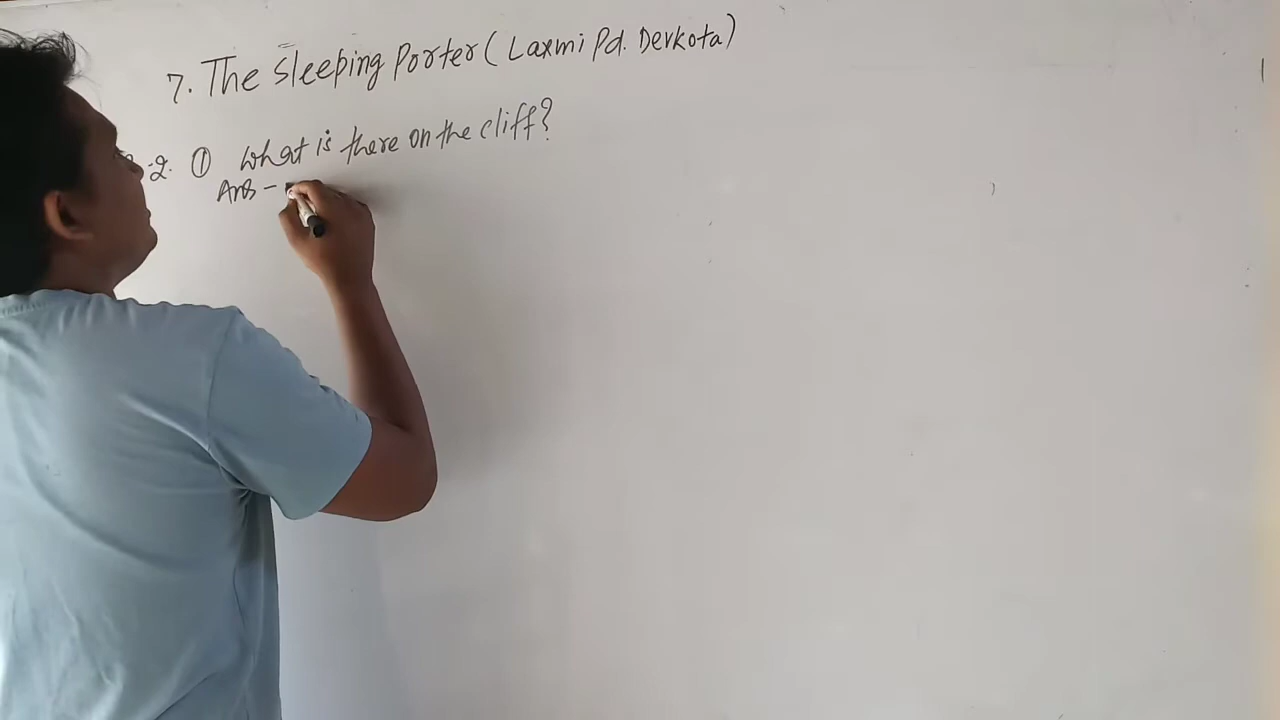 7. The Sleeping Porter (Laxmi Pd. Devkota)
-2. ① What is there on the cliff?
Ans -